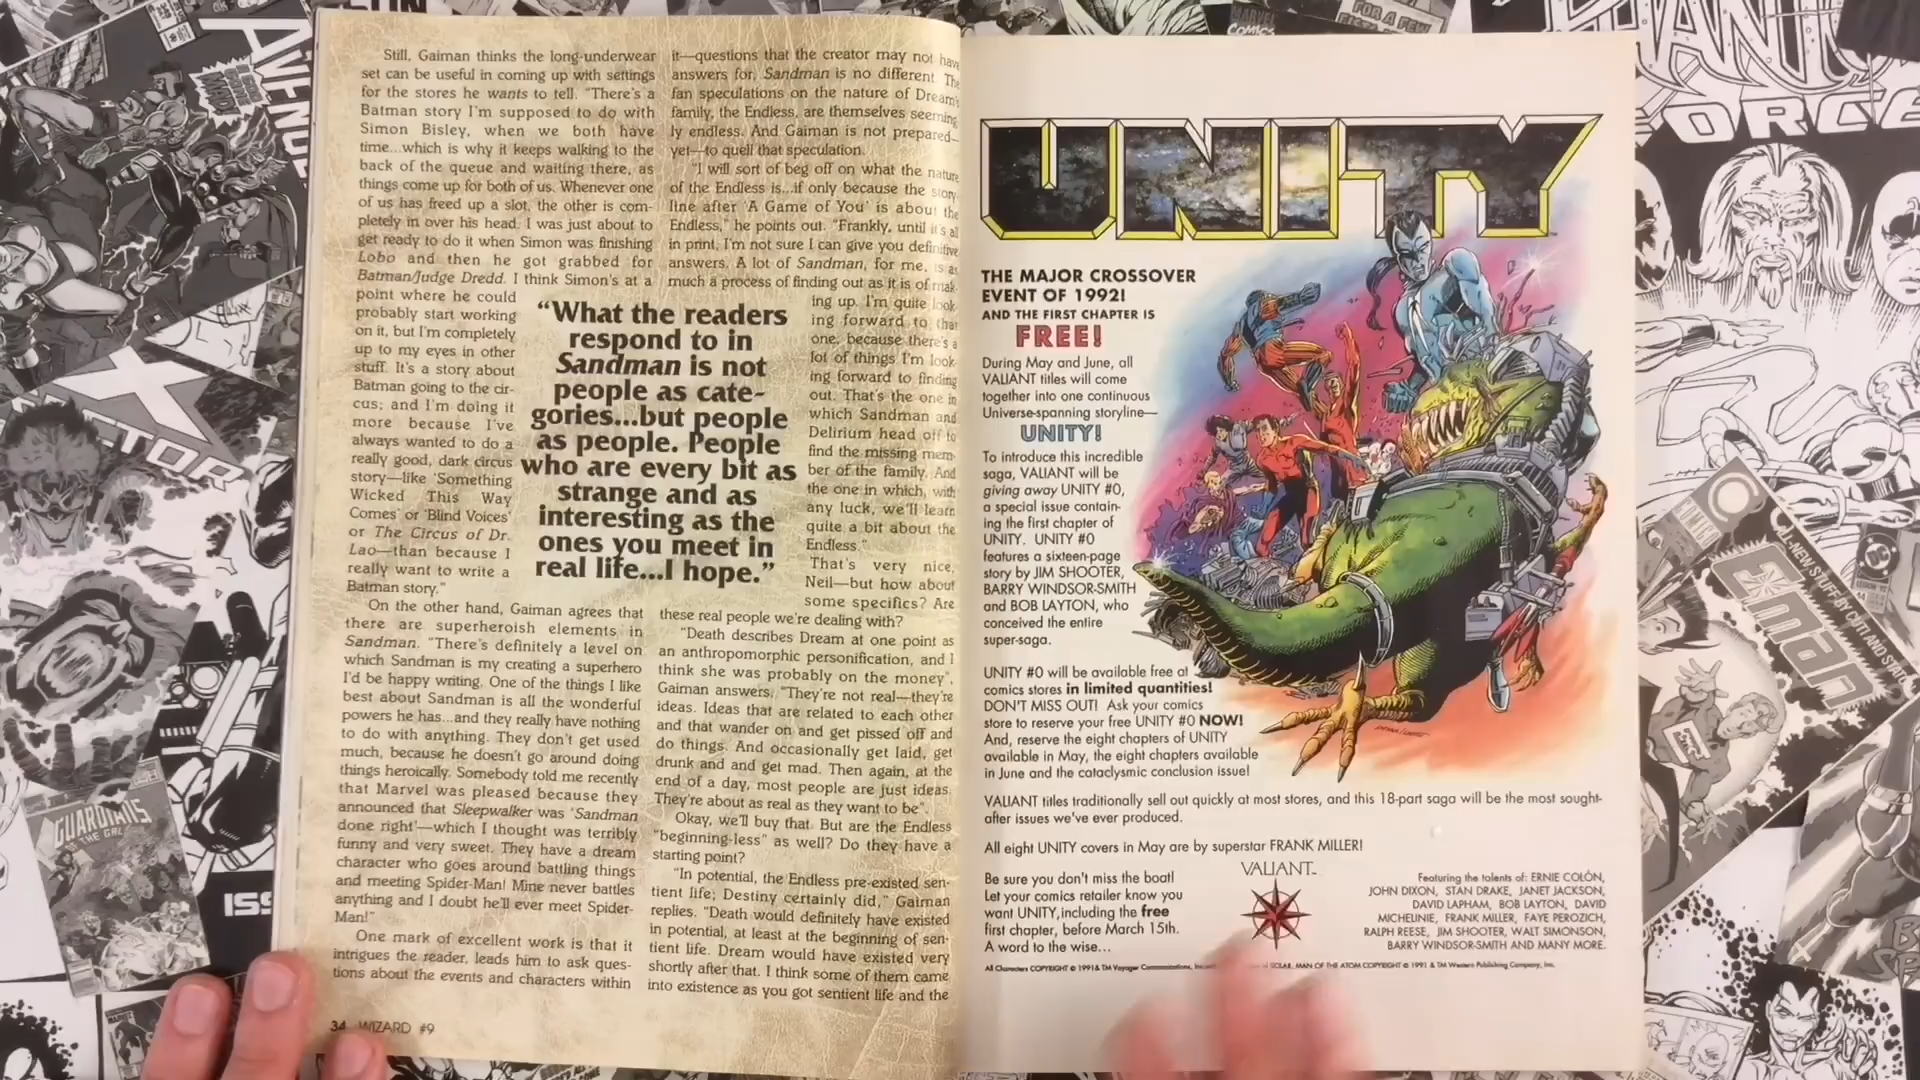 Still, Gaiman thinks the long-underwear
set can be useful in coming up with settings
for the stores he wants to tell. "There's a
Batman story I'm supposed to do with
Simon Bisley, when we both have
time...which is why it keeps walking to the
back of the queue and waiting there, as
things come up for both of us. Whenever one
of us has freed up a slot, the other is com-
pletely in over his head. I was just about to
get ready to do it when Simon was finishing
Lobo and then he got grabbed for
Batman/Judge Dredd. I think Simon's at a
point where he could
probably start working
on it, but I'm completely
up to my eyes in other
stuff. It's a story about
Batman going to the cir-
cus; and I'm doing it
more because I've
always wanted to do a
really good, dark circus
story—like 'Something
Wicked This Way
Comes' or 'Blind Voices'
or The Circus of Dr.
Lao—than because I
really want to write a
Batman story."
On the other hand, Gaiman agrees that
there are superheroish elements in
Sandman. "There's definitely a level on
which Sandman is my creating a superhero
I'd be happy writing. One of the things I like
best about Sandman is all the wonderful
powers he has...and they really have nothing
to do with anything. They don't get used
much, because he doesn't go around doing
things heroically. Somebody told me recently
that Marvel was pleased because they
announced that Sleepwalker was 'Sandman
done right'—which I thought was terribly
funny and very sweet. They have a dream
character who goes around battling things
and meeting Spider-Man! Mine never battles
anything and I doubt he'll ever meet Spider-
Man!"
One mark of excellent work is that it
intrigues the reader, leads him to ask ques-
tions about the events and characters within
34 WIZARD #9
"What the readers
respond to in
Sandman is not
people as cate-
gories...but people
as people. People
who are every bit as
strange and as
interesting as the
ones you meet in
real life...I hope."
it—questions that the creator may not have
answers for. Sandman is no different. The
fan speculations on the nature of Dream's
family, the Endless, are themselves seeming
ly endless. And Gaiman is not prepared—
yet—to quell that speculation.
"I will sort of beg off on what the nature
of the Endless is...if only because the story
line after 'A Game of You' is about the
Endless," he points out. "Frankly, until it's all
in print, I'm not sure I can give you definitive
answers. A lot of Sandman, for me, is as
much a process of finding out as it is of mak-
ing up. I'm quite look-
ing forward to that
one, because there's a
lot of things I'm look-
ing forward to finding
out. That's the one in
which Sandman and
Delirium head off to
find the missing mem-
ber of the family. And
the one in which, with
any luck, we'll learn
quite a bit about the
Endless."
That's very nice,
Neil—but how about
some specifics? Are
these real people we're dealing with?
"Death describes Dream at one point as
an anthropomorphic personification, and I
think she was probably on the money",
Gaiman answers. "They're not real—they're
ideas. Ideas that are related to each other
and that wander on and get pissed off and
do things. And occasionally get laid, get
drunk and and get mad. Then again, at the
end of a day, most people are just ideas.
They're about as real as they want to be".
Okay, we'll buy that. But are the Endless
"beginning-less" as well? Do they have a
starting point?
"In potential, the Endless pre-existed sen-
tient life; Destiny certainly did," Gaiman
replies. "Death would definitely have existed
in potential, at least at the beginning of sen-
tient life. Dream would have existed very
shortly after that. I think some of them came
into existence as you got sentient life and the
UNITY
THE MAJOR CROSSOVER
EVENT OF 1992!
AND THE FIRST CHAPTER IS
FREE!
During May and June, all
VALIANT titles will come
together into one continuous
Universe-spanning storyline—
UNITY!
To introduce this incredible
saga, VALIANT will be
giving away UNITY #0,
a special issue contain-
ing the first chapter of
UNITY. UNITY #0
features a sixteen-page
story by JIM SHOOTER,
BARRY WINDSOR-SMITH
and BOB LAYTON, who
conceived the entire
super-saga.
UNITY #0 will be available free at
comics stores in limited quantities!
DON'T MISS OUT! Ask your comics
store to reserve your free UNITY #0 NOW!
And, reserve the eight chapters of UNITY
available in May, the eight chapters available
in June and the cataclysmic conclusion issue!
VALIANT titles traditionally sell out quickly at most stores, and this 18-part saga will be the most sought-
after issues we've ever produced.
All eight UNITY covers in May are by superstar FRANK MILLER!
Be sure you don't miss the boat!
Let your comics retailer know you
want UNITY, including the free
first chapter, before March 15th.
A word to the wise...
VALIANT
Featuring the talents of: ERNIE COLÓN,
JOHN DIXON, STAN DRAKE, JANET JACKSON,
DAVID LAPHAM, BOB LAYTON, DAVID
MICHELINIE, FRANK MILLER, FAYE PEROZICH,
RALPH REESE, JIM SHOOTER, WALT SIMONSON,
BARRY WINDSOR-SMITH AND MANY MORE.
All Characters COPYRIGHT © 1991 & TM Voyager Communications, SOLAR, MAN OF THE ATOM COPYRIGHT © 1991 & TM Western Publishing Company, Inc.
GUARDIANS
OF THE GAL
ISS
FORCE
E-man
ALL-NEW STUFF BY CUTI AND STATON
FOR A FEW